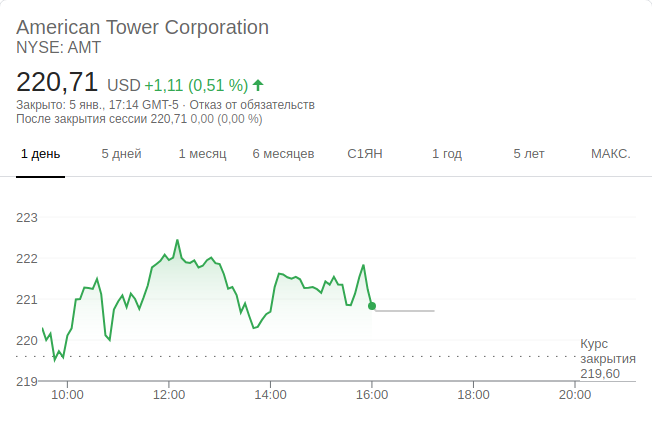 American Tower Corporation
NYSE: AMT
220,71 USD +1,11 (0,51 %)
Закрыто: 5 янв., 17:14 GMT-5 · Отказ от обязательств
После закрытия сессии 220,71 0,00 (0,00 %)
1 день 5 дней 1 месяц 6 месяцев С1ЯН 1 год 5 лет МАКС.
223
222
221
220
Курс
закрытия
219,60
219
10:00 12:00 14:00 16:00 18:00 20:00